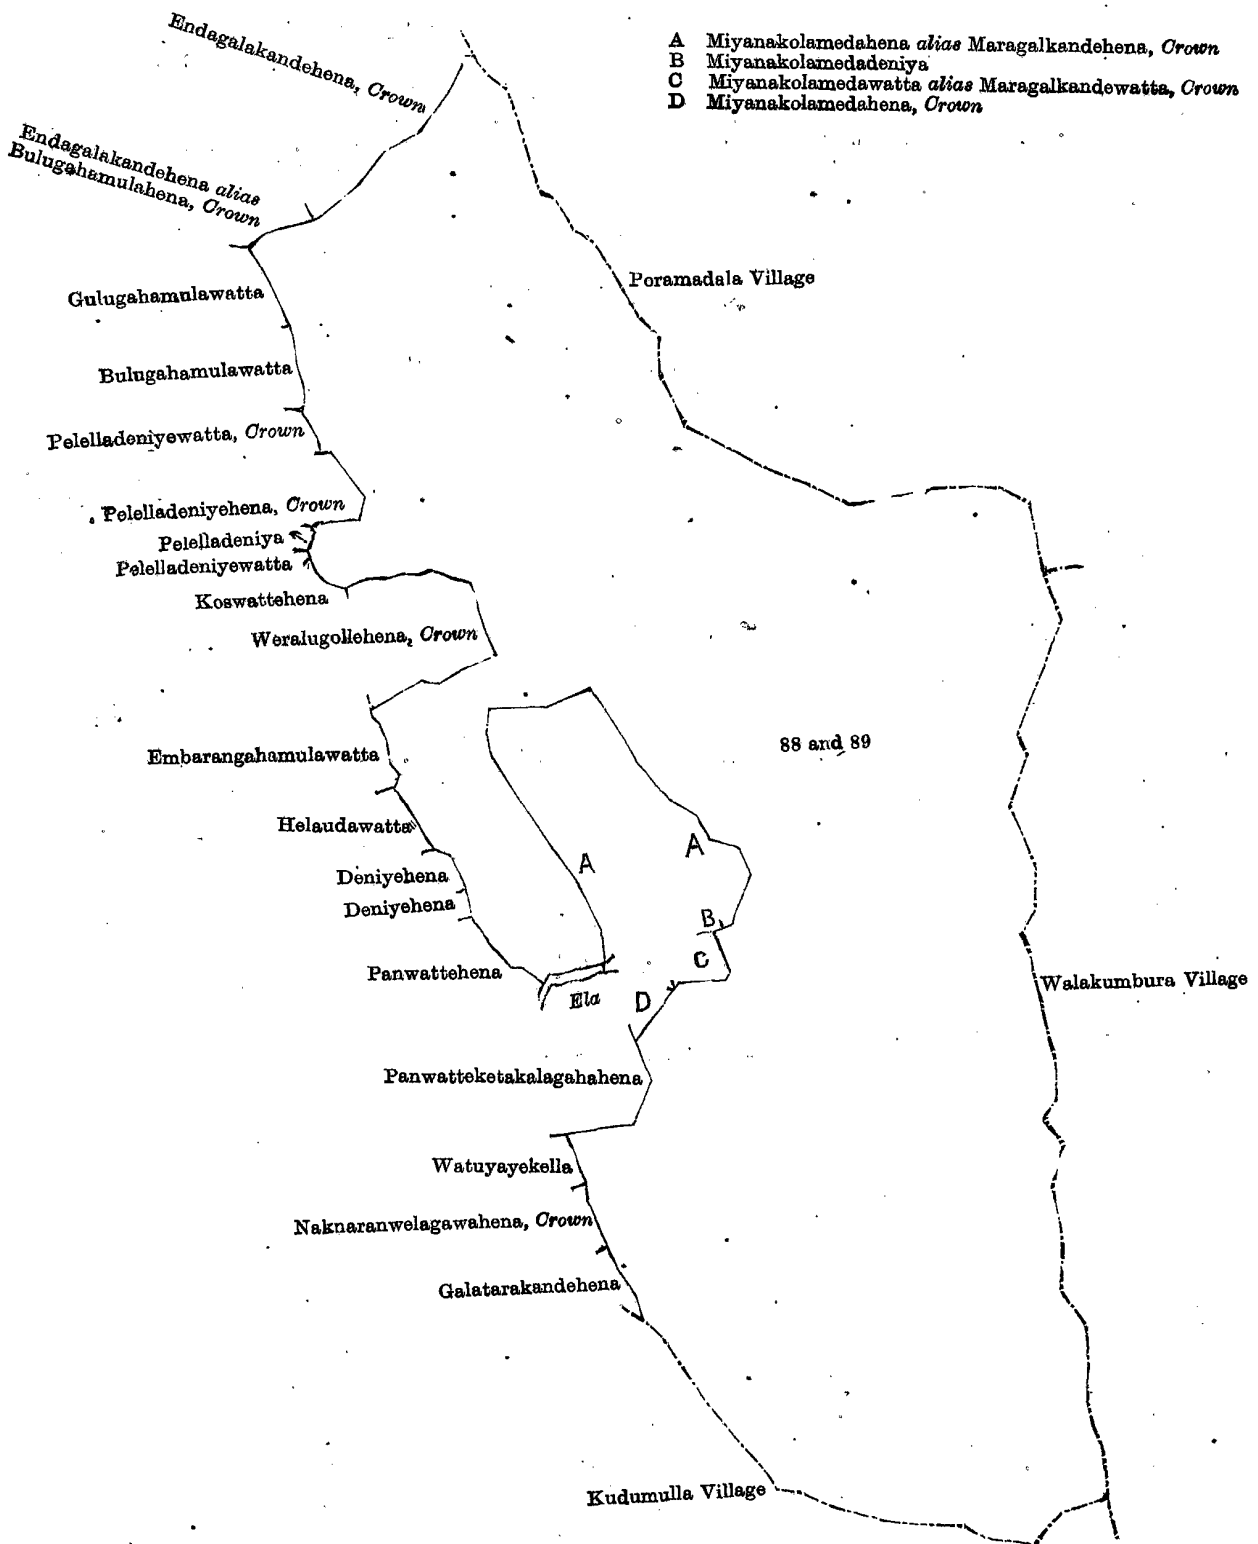 Endagalakandehena, Crown
A Miyanakolamedahena alias Maragalkandehena, Crown
B Miyanakolamedadeniya
C Miyanakolamedawatta alias Maragalkandewatta, Crown
D Miyanakolamedahena, Crown
Endagalakandehena alias
Bulugahamulahena, Crown
Poramadala Village
Gulugahamulawatta
Bulugahamulawatta
Pelelladeniyewatta, Crown
Pelelladeniyehena, Crown
Pelelladeniya
Pelelladeniyewatta
Koswattehena
Weralugollehena, Crown
88 and 89
Embarangahamulawatta
Helaudawatta
A
A
Deniyehena
Deniyehena
B
C
Panwattehena
Walakumbura Village
Ela
D
Panwatteketakalagahahena
Watuyayekella
Naknaranwelagawahena, Crown
Galatarakandehena
Kudumulla Village